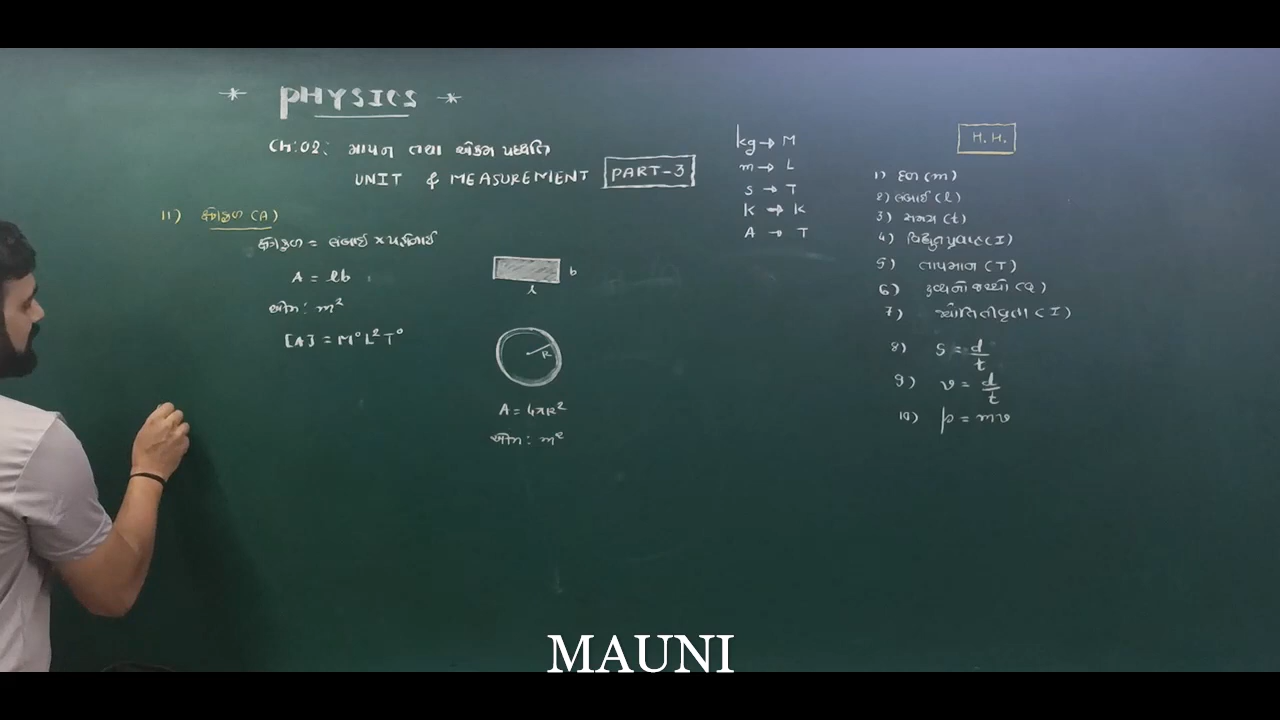 * PHYSICS *
Ch:02: માપન તથા એકમ પધ્ધતિ
UNIT & MEASUREMENT PART-3
11) ક્ષેત્રફળ (A)
ક્ષેત્રફળ = લંબાઈ × પહોળાઈ
A = lb
એકમ: m²
[A] = M⁰L²T⁰
b
l
R
A = 4πR²
એકમ: m²
kg → M
m → L
s → T
K → K
A → T
H.H.
1) દળ (m)
2) લંબાઈ (l)
3) સમય (t)
4) વિદ્યુતપ્રવાહ (I)
5) તાપમાન (T)
6) દ્રવ્યનો જથ્થો (Q)
7) જ્યોતિતીવ્રતા (I)
8) S = d/t
9) v = d/t
10) p = mv
MAUNI